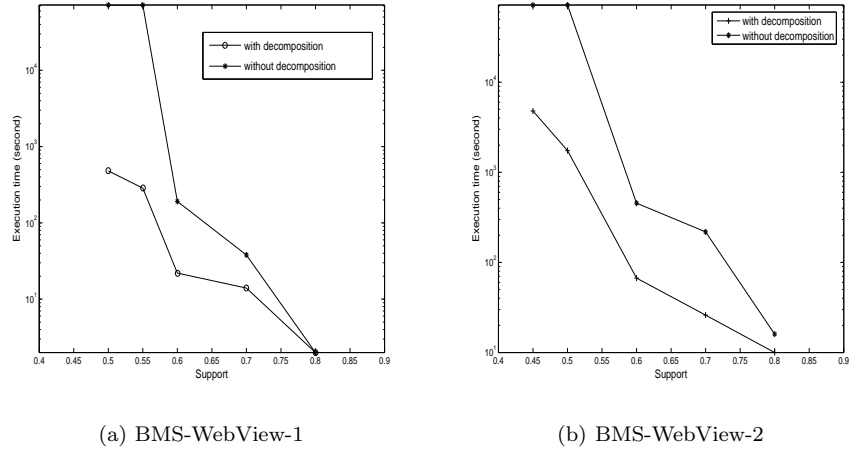 with decomposition
without decomposition
10^4
10^3
10^2
10^1
Execution time (second)
0.4 0.45 0.5 0.55 0.6 0.65 0.7 0.75 0.8 0.85 0.9
Support
(a) BMS-WebView-1
with decomposition
without decomposition
10^4
10^3
10^2
10^1
Execution time (second)
0.4 0.45 0.5 0.55 0.6 0.65 0.7 0.75 0.8 0.85 0.9
Support
(b) BMS-WebView-2